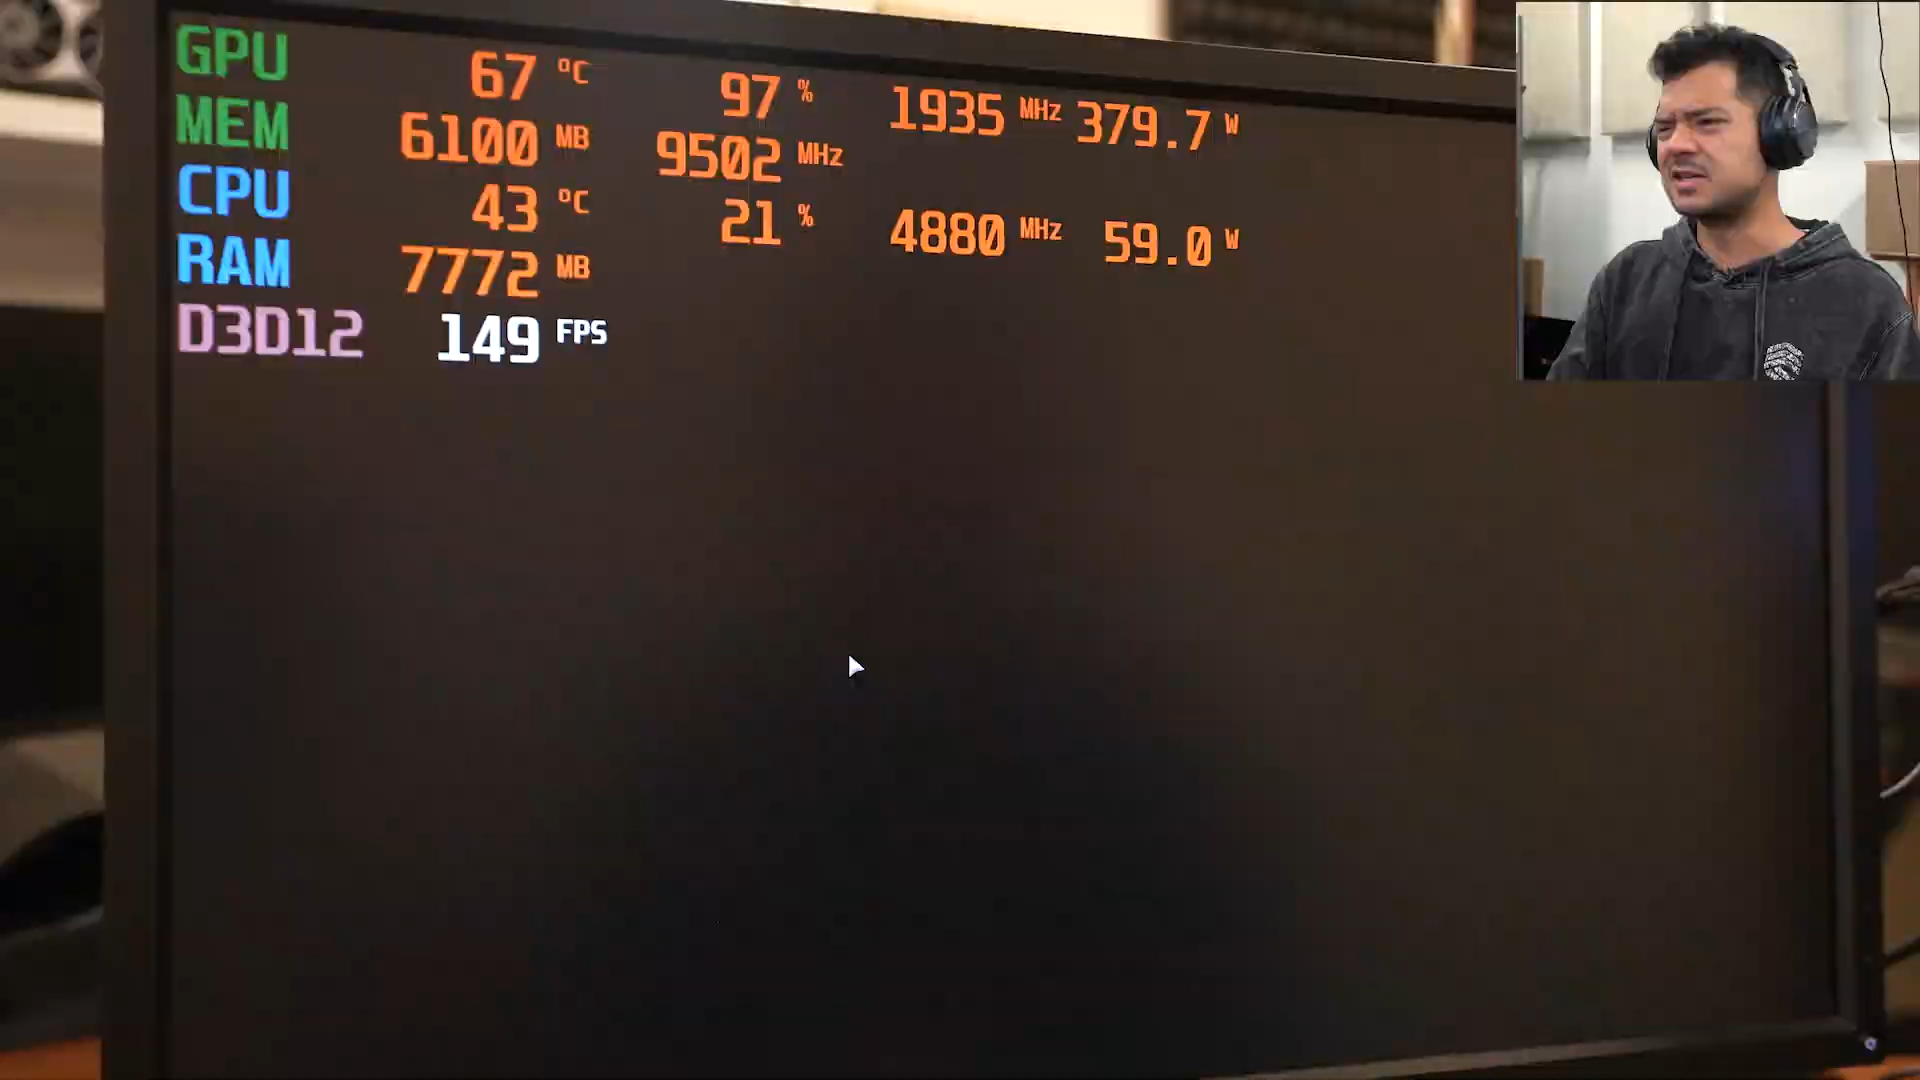 GPU 67 °C 97 % 1935 MHz 379.7 W
MEM 6100 MB 9502 MHz
CPU 43 °C 21 % 4880 MHz 59.0 W
RAM 7772 MB
D3D12 149 FPS